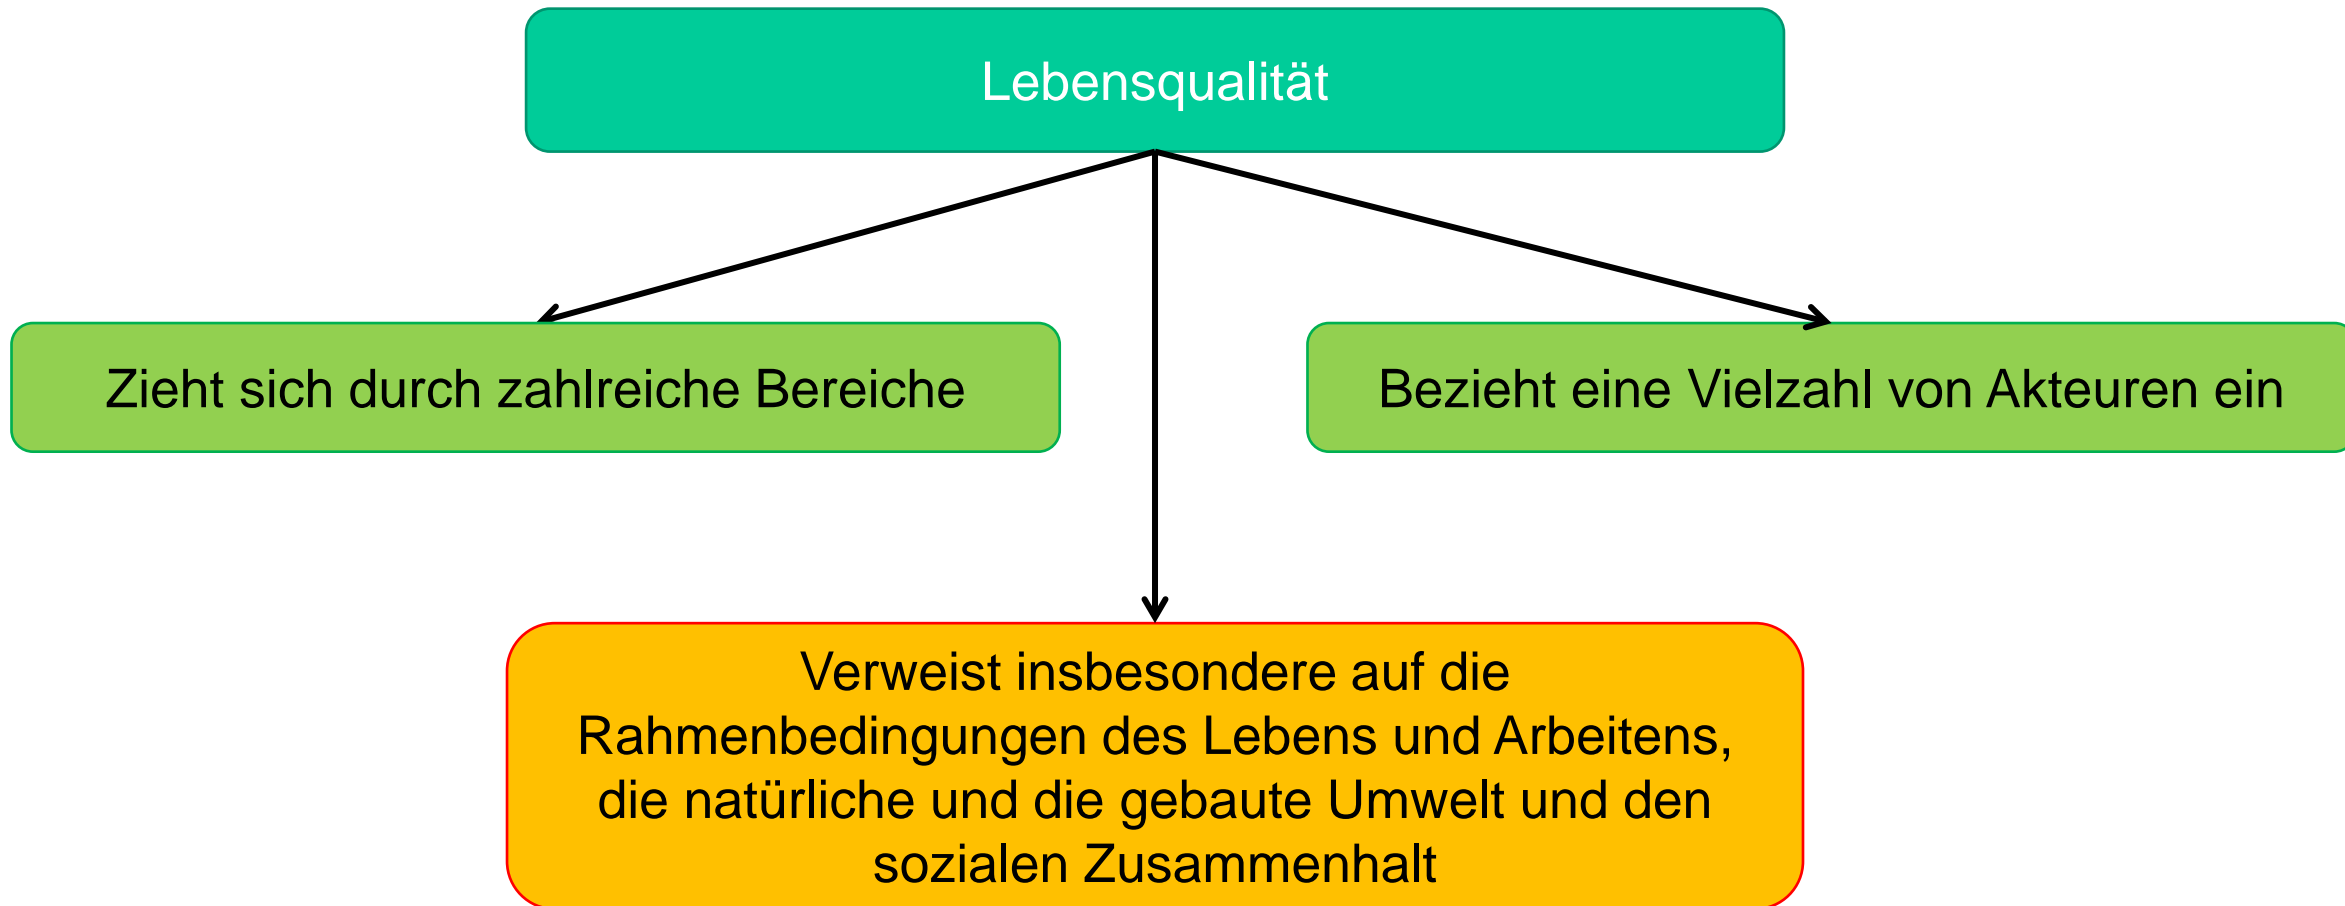 Lebensqualität
Zieht sich durch zahlreiche Bereiche
Bezieht eine Vielzahl von Akteuren ein
Verweist insbesondere auf die
Rahmenbedingungen des Lebens und Arbeitens,
die natürliche und die gebaute Umwelt und den
sozialen Zusammenhalt